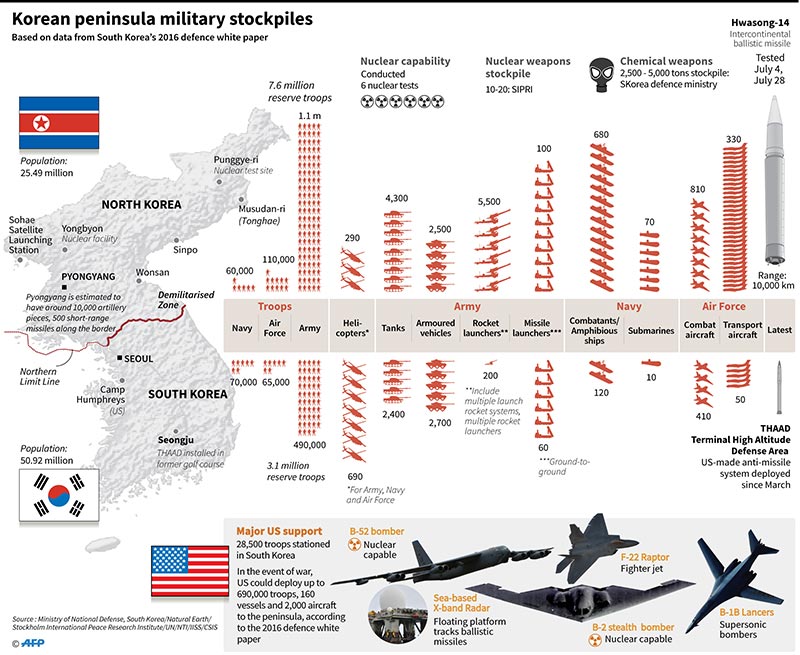 Korean peninsula military stockpiles
Based on data from South Korea's 2016 defence white paper
Hwasong-14
Intercontinental
ballistic missile
Tested
July 4,
July 28
Nuclear capability
Conducted
6 nuclear tests
Nuclear weapons
stockpile
10-20: SIPRI
Chemical weapons
2,500 - 5,000 tons stockpile:
SKorea defence ministry
7.6 million
reserve troops
1.1 m
Population:
25.49 million
Punggye-ri
Nuclear test site
NORTH KOREA
Musudan-ri
(Tonghae)
Sohae
Satellite
Launching
Station
Yongbyon
Nuclear facility
Sinpo
Wonsan
PYONGYANG
Pyongyang is estimated to
have around 10,000 artillery
pieces, 500 short-range
missiles along the border
Demilitarised
Zone
60,000
110,000
290
4,300
2,500
5,500
100
680
70
810
330
Range:
10,000 km
Troops
Army
Navy
Air Force
Navy
Air
Force
Army
Heli-
copters*
Tanks
Armoured
vehicles
Rocket
launchers**
Missile
launchers***
Combatants/
Amphibious
ships
Submarines
Combat
aircraft
Transport
aircraft
Latest
Northern
Limit Line
SEOUL
Camp
Humphreys
(US)
SOUTH KOREA
Seongju
THAAD installed in
former golf course
Population:
50.92 million
70,000
65,000
490,000
3.1 million
reserve troops
690
*For Army, Navy
and Air Force
2,400
2,700
200
**Include
multiple launch
rocket systems,
multiple rocket
launchers
60
***Ground-to-
ground
120
10
410
50
THAAD
Terminal High Altitude
Defense Area
US-made anti-missile
system deployed
since March
Major US support
28,500 troops stationed
in South Korea
In the event of war,
US could deploy up to
690,000 troops, 160
vessels and 2,000 aircraft
to the peninsula, according
to the 2016 defence white
paper
B-52 bomber
Nuclear
capable
Sea-based
X-band Radar
Floating platform
tracks ballistic
missiles
F-22 Raptor
Fighter jet
B-2 stealth bomber
Nuclear capable
B-1B Lancers
Supersonic
bombers
Source : Ministry of National Defense, South Korea/Natural Earth/
Stockholm International Peace Research Institute/UN/NTI/IISS/CSIS
© AFP